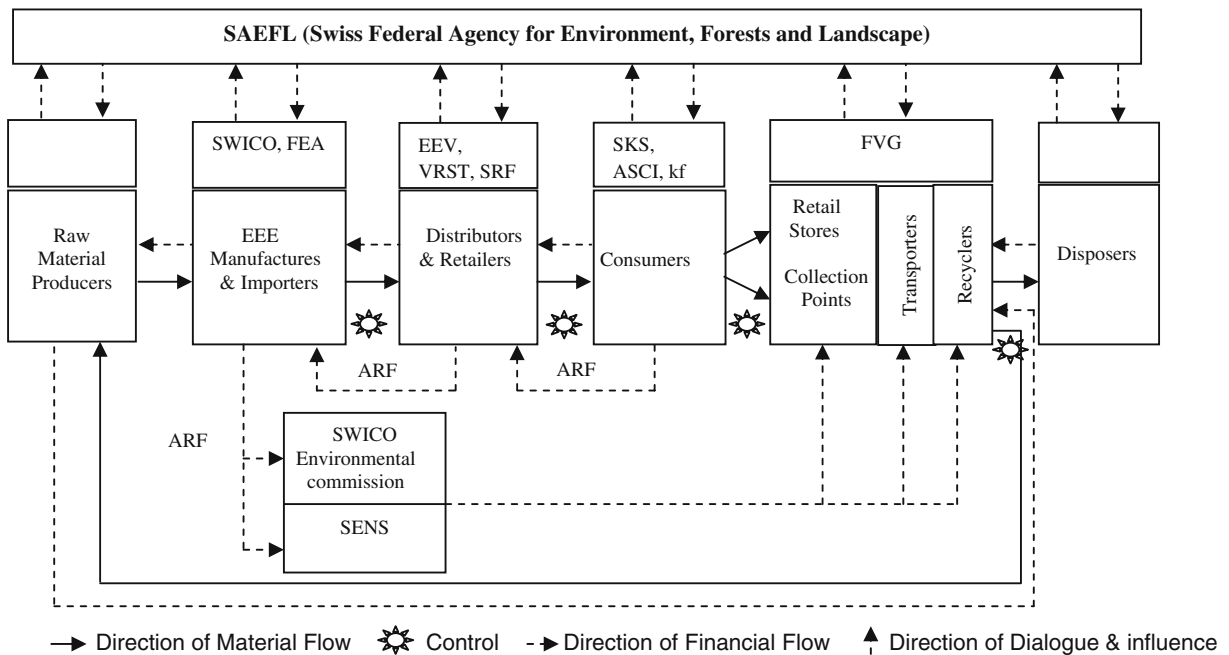 SAEFL (Swiss Federal Agency for Environment, Forests and Landscape)
SWICO, FEA
EEV,
VRST, SRF
SKS,
ASCI, kf
FVG
Raw
Material
Producers
EEE
Manufactures
& Importers
Distributors
& Retailers
Consumers
Retail
Stores
Collection
Points
Transporters
Recyclers
Disposers
ARF
ARF
ARF
SWICO
Environmental
commission
SENS
Direction of Material Flow
Control
Direction of Financial Flow
Direction of Dialogue & influence